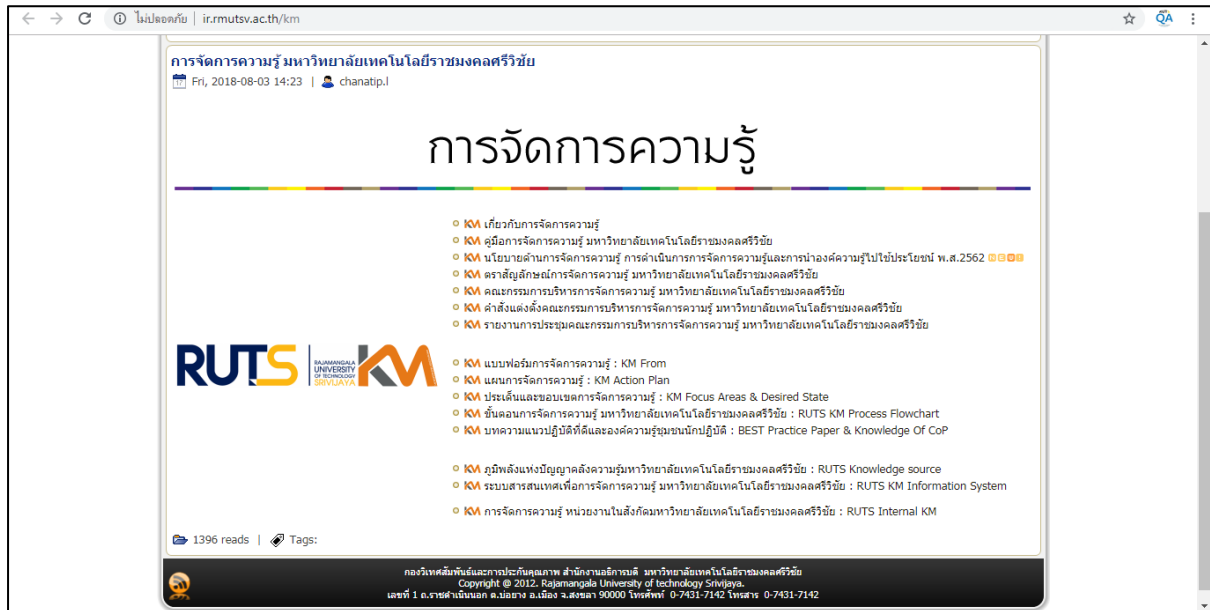 ไม่ปลอดภัย | ir.rmutsv.ac.th/km
การจัดการความรู้ มหาวิทยาลัยเทคโนโลยีราชมงคลศรีวิชัย
Fri, 2018-08-03 14:23 | chanatip.l
การจัดการความรู้
KM เกี่ยวกับการจัดการความรู้
KM คู่มือการจัดการความรู้ มหาวิทยาลัยเทคโนโลยีราชมงคลศรีวิชัย
KM นโยบายด้านการจัดการความรู้ การดำเนินการการจัดการความรู้และการนำองค์ความรู้ไปใช้ประโยชน์ พ.ศ.2562
KM ตราสัญลักษณ์การจัดการความรู้ มหาวิทยาลัยเทคโนโลยีราชมงคลศรีวิชัย
KM คณะกรรมการบริหารการจัดการความรู้ มหาวิทยาลัยเทคโนโลยีราชมงคลศรีวิชัย
KM คำสั่งแต่งตั้งคณะกรรมการบริหารการจัดการความรู้ มหาวิทยาลัยเทคโนโลยีราชมงคลศรีวิชัย
KM รายงานการประชุมคณะกรรมการบริหารการจัดการความรู้ มหาวิทยาลัยเทคโนโลยีราชมงคลศรีวิชัย
RUTS
RAJAMANGALA
UNIVERSITY
OF TECHNOLOGY
SRIVIJAYA
KM
KM แบบฟอร์มการจัดการความรู้ : KM From
KM แผนการจัดการความรู้ : KM Action Plan
KM ประเด็นและขอบเขตการจัดการความรู้ : KM Focus Areas & Desired State
KM ขั้นตอนการจัดการความรู้ มหาวิทยาลัยเทคโนโลยีราชมงคลศรีวิชัย : RUTS KM Process Flowchart
KM บทความแนวปฏิบัติที่ดีและองค์ความรู้ชุมชนนักปฏิบัติ : BEST Practice Paper & Knowledge Of CoP
KM ภูมิพลังแห่งปัญญาคลังความรู้มหาวิทยาลัยเทคโนโลยีราชมงคลศรีวิชัย : RUTS Knowledge source
KM ระบบสารสนเทศเพื่อการจัดการความรู้ มหาวิทยาลัยเทคโนโลยีราชมงคลศรีวิชัย : RUTS KM Information System
KM การจัดการความรู้ หน่วยงานในสังกัดมหาวิทยาลัยเทคโนโลยีราชมงคลศรีวิชัย : RUTS Internal KM
1396 reads | Tags:
กองวิเทศสัมพันธ์และการประกันคุณภาพ สำนักงานอธิการบดี มหาวิทยาลัยเทคโนโลยีราชมงคลศรีวิชัย
Copyright @ 2012. Rajamangala University of technology Srivijaya.
เลขที่ 1 ถ.ราชดำเนินนอก ต.บ่อยาง อ.เมือง จ.สงขลา 90000 โทรศัพท์ 0-7431-7142 โทรสาร 0-7431-7142